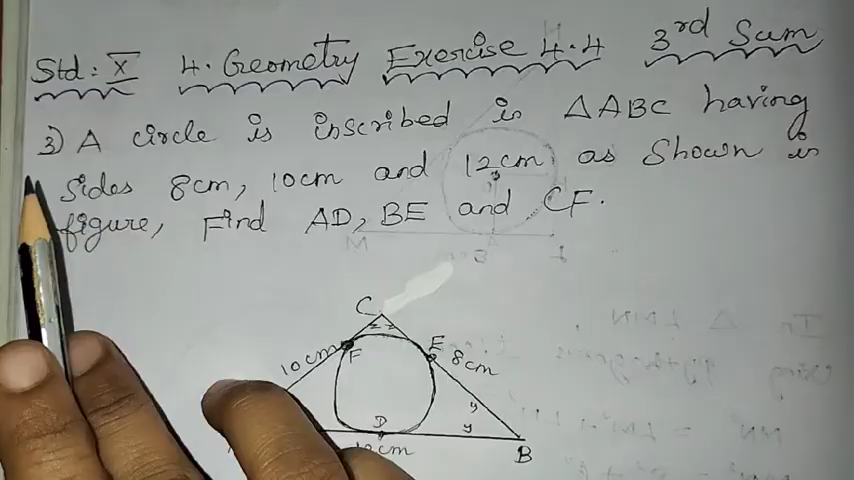 Std: X 4. Geometry Exercise 4.4 3rd Sum
3) A circle is inscribed in △ABC having
sides 8cm, 10cm and 12cm as shown in
figure, Find AD, BE and CF.
C
10cm F E 8cm
y
D y
12cm B